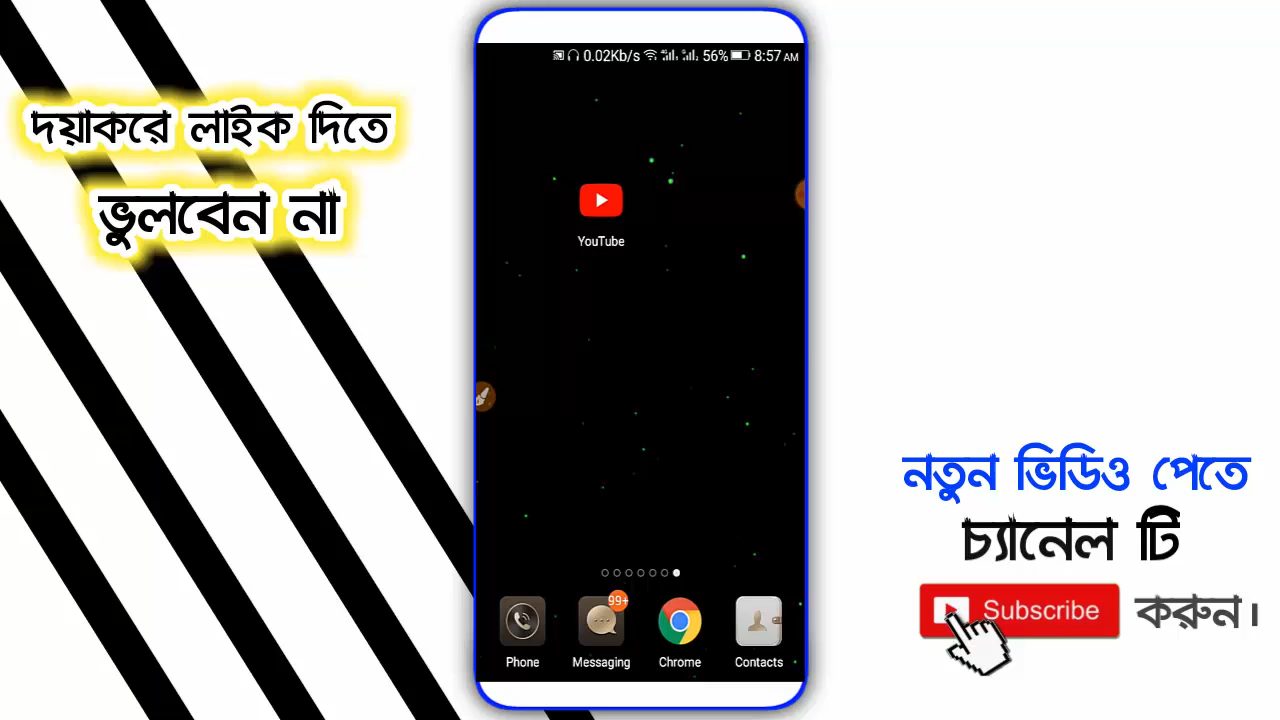 দয়াকরে লাইক দিতে
ভুলবেন না
0.02Kb/s 56% 8:57 AM
YouTube
99+
Phone Messaging Chrome Contacts
নতুন ভিডিও পেতে
চ্যানেল টি
Subscribe করুন।